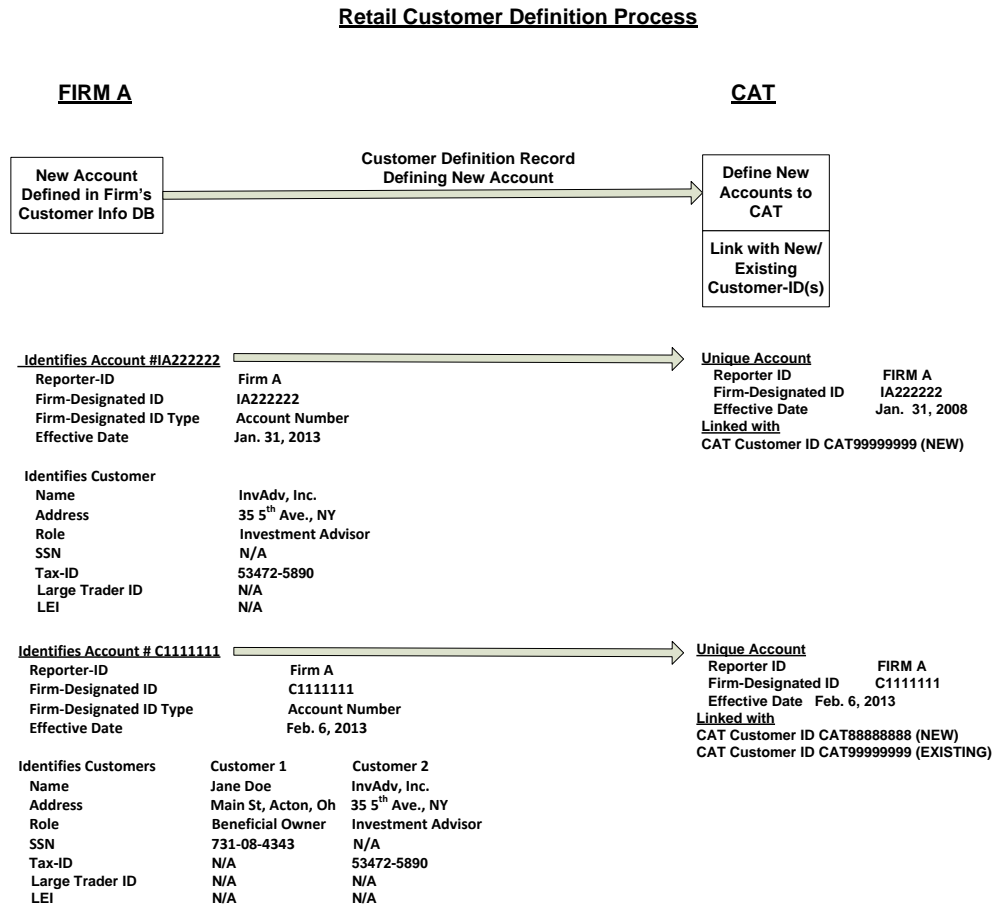 Retail Customer Definition Process
FIRM A
CAT
New Account
Defined in Firm's
Customer Info DB
Customer Definition Record
Defining New Account
Define New
Accounts to
CAT
Link with New/
Existing
Customer-ID(s)
Identifies Account #IA222222
Reporter-ID Firm A
Firm-Designated ID IA222222
Firm-Designated ID Type Account Number
Effective Date Jan. 31, 2013
Unique Account
Reporter ID FIRM A
Firm-Designated ID IA222222
Effective Date Jan. 31, 2008
Linked with
CAT Customer ID CAT99999999 (NEW)
Identifies Customer
Name InvAdv, Inc.
Address 35 5th Ave., NY
Role Investment Advisor
SSN N/A
Tax-ID 53472-5890
Large Trader ID N/A
LEI N/A
Identifies Account # C1111111
Reporter-ID Firm A
Firm-Designated ID C1111111
Firm-Designated ID Type Account Number
Effective Date Feb. 6, 2013
Unique Account
Reporter ID FIRM A
Firm-Designated ID C1111111
Effective Date Feb. 6, 2013
Linked with
CAT Customer ID CAT88888888 (NEW)
CAT Customer ID CAT99999999 (EXISTING)
Identifies Customers Customer 1 Customer 2
Name Jane Doe InvAdv, Inc.
Address Main St, Acton, Oh 35 5th Ave., NY
Role Beneficial Owner Investment Advisor
SSN 731-08-4343 N/A
Tax-ID N/A 53472-5890
Large Trader ID N/A N/A
LEI N/A N/A